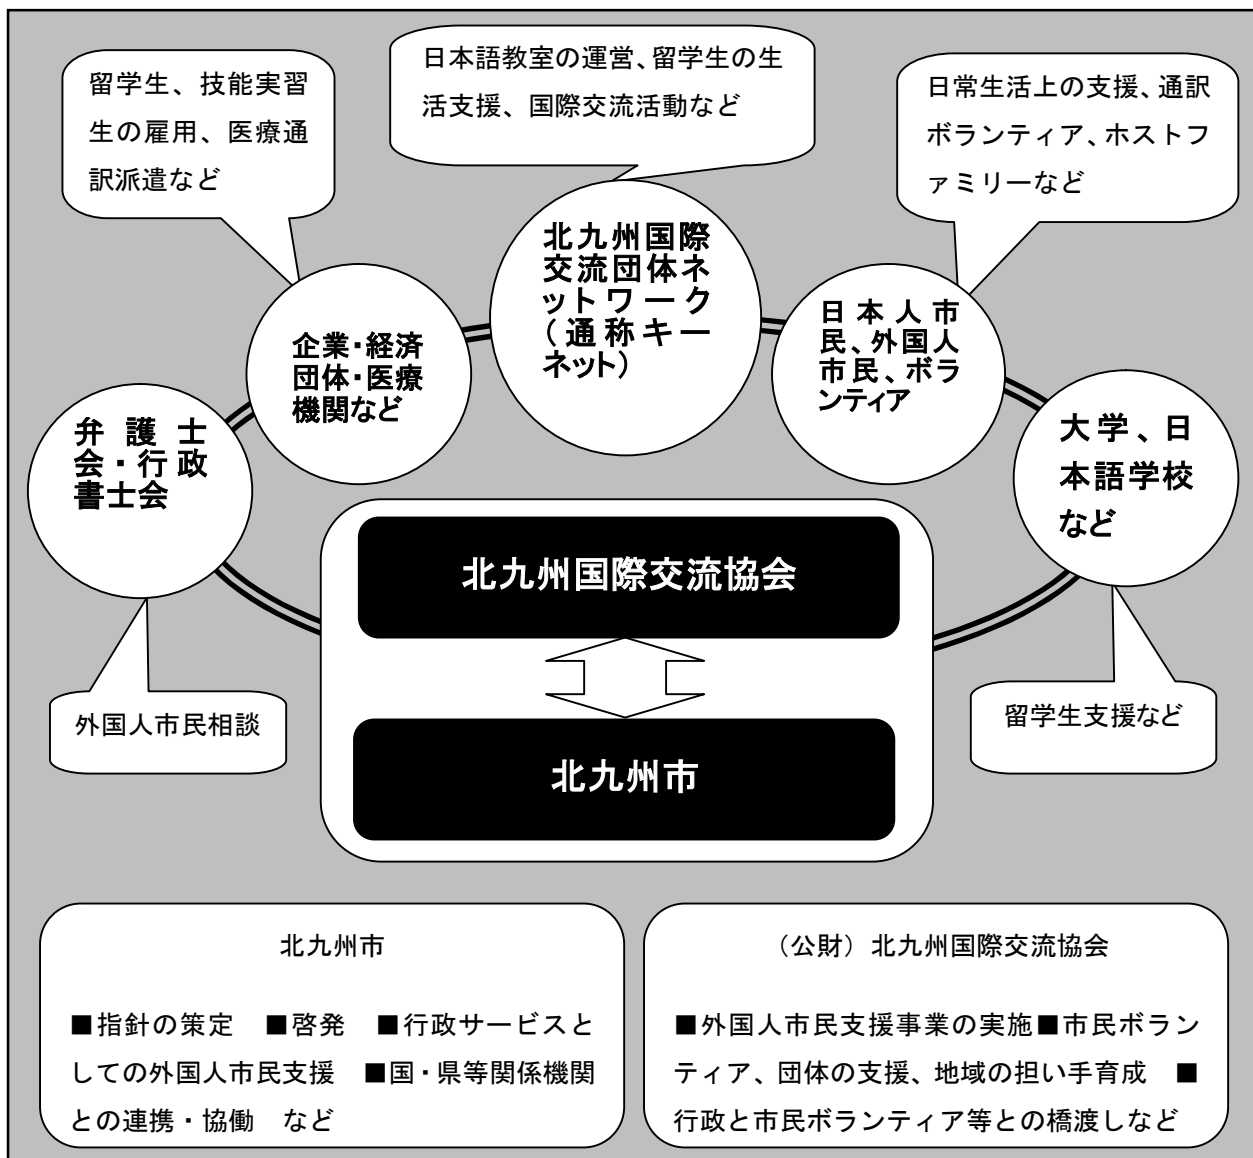 留学生、技能実習
生の雇用、医療通
訳派遣など
日本語教室の運営、留学生の生
活支援、国際交流活動など
日常生活上の支援、通訳
ボランティア、ホストフ
ァミリーなど
北九州国際
交流団体ネ
ットワーク
(通称キー
ネット)
企業・経済
団体・医療
機関など
日本人市
民、外国人
市民、ボラ
ンティア
弁護士
会・行政
書士会
大学、日
本語学校
など
北九州国際交流協会
北九州市
外国人市民相談
留学生支援など
北九州市
■指針の策定　■啓発　■行政サービスと
しての外国人市民支援　■国・県等関係機関
との連携・協働　など
（公財）北九州国際交流協会
■外国人市民支援事業の実施■市民ボラン
ティア、団体の支援、地域の担い手育成　■
行政と市民ボランティア等との橋渡しなど